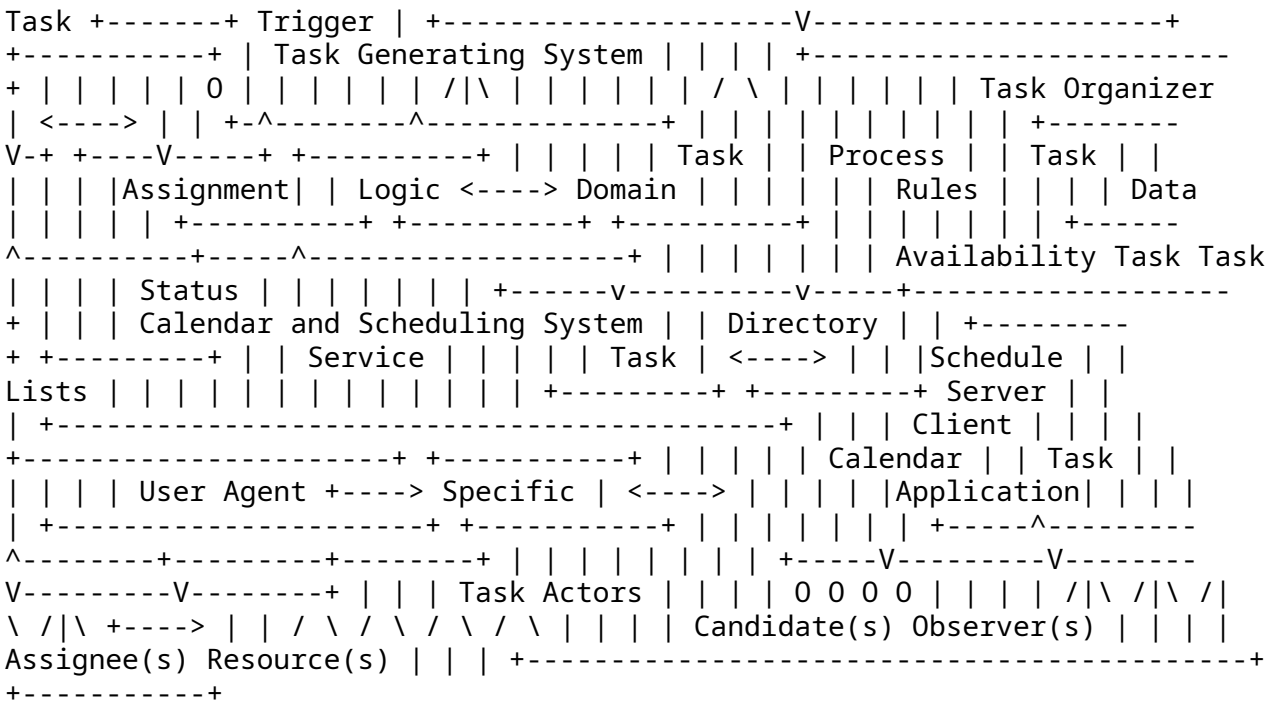 Task +-------+ Trigger | +---------------------V---------------------+
+-----------+ | Task Generating System | | | | +-------------------------
+ | | | | | O | | | | | | /|\ | | | | | | / \ | | | | | | Task Organizer
| <----> | | +-^--------^--------------+ | | | | | | | | | | +--------
V-+ +----V-----+ +----------+ | | | | | Task | | Process | | Task | |
| | | |Assignment| | Logic <----> Domain | | | | | | Rules | | | | Data
| | | | | +----------+ +----------+ +----------+ | | | | | | | +------
^----------+-----^-------------------+ | | | | | | | Availability Task Task
| | | | Status | | | | | | | +------v----------v-----+-------------------
+ | | | Calendar and Scheduling System | | Directory | | +---------
+ +---------+ | | Service | | | | | Task | <----> | | |Schedule | |
Lists | | | | | | | | | | | | | +---------+ +---------+ Server | |
| +-------------------------------------------+ | | | Client | | | |
+----------------------+ +-----------+ | | | | | Calendar | | Task | |
| | | | User Agent +----> Specific | <----> | | | | |Application| | | |
| +----------------------+ +-----------+ | | | | | | | +-----^---------
^--------+---------+--------+ | | | | | | | | +-----V---------V--------
V---------V--------+ | | | Task Actors | | | | O O O O | | | | /|\ /|\ /|
\ /|\ +----> | | / \ / \ / \ / \ | | | | Candidate(s) Observer(s) | | | |
Assignee(s) Resource(s) | | | +-------------------------------------------+
+-----------+